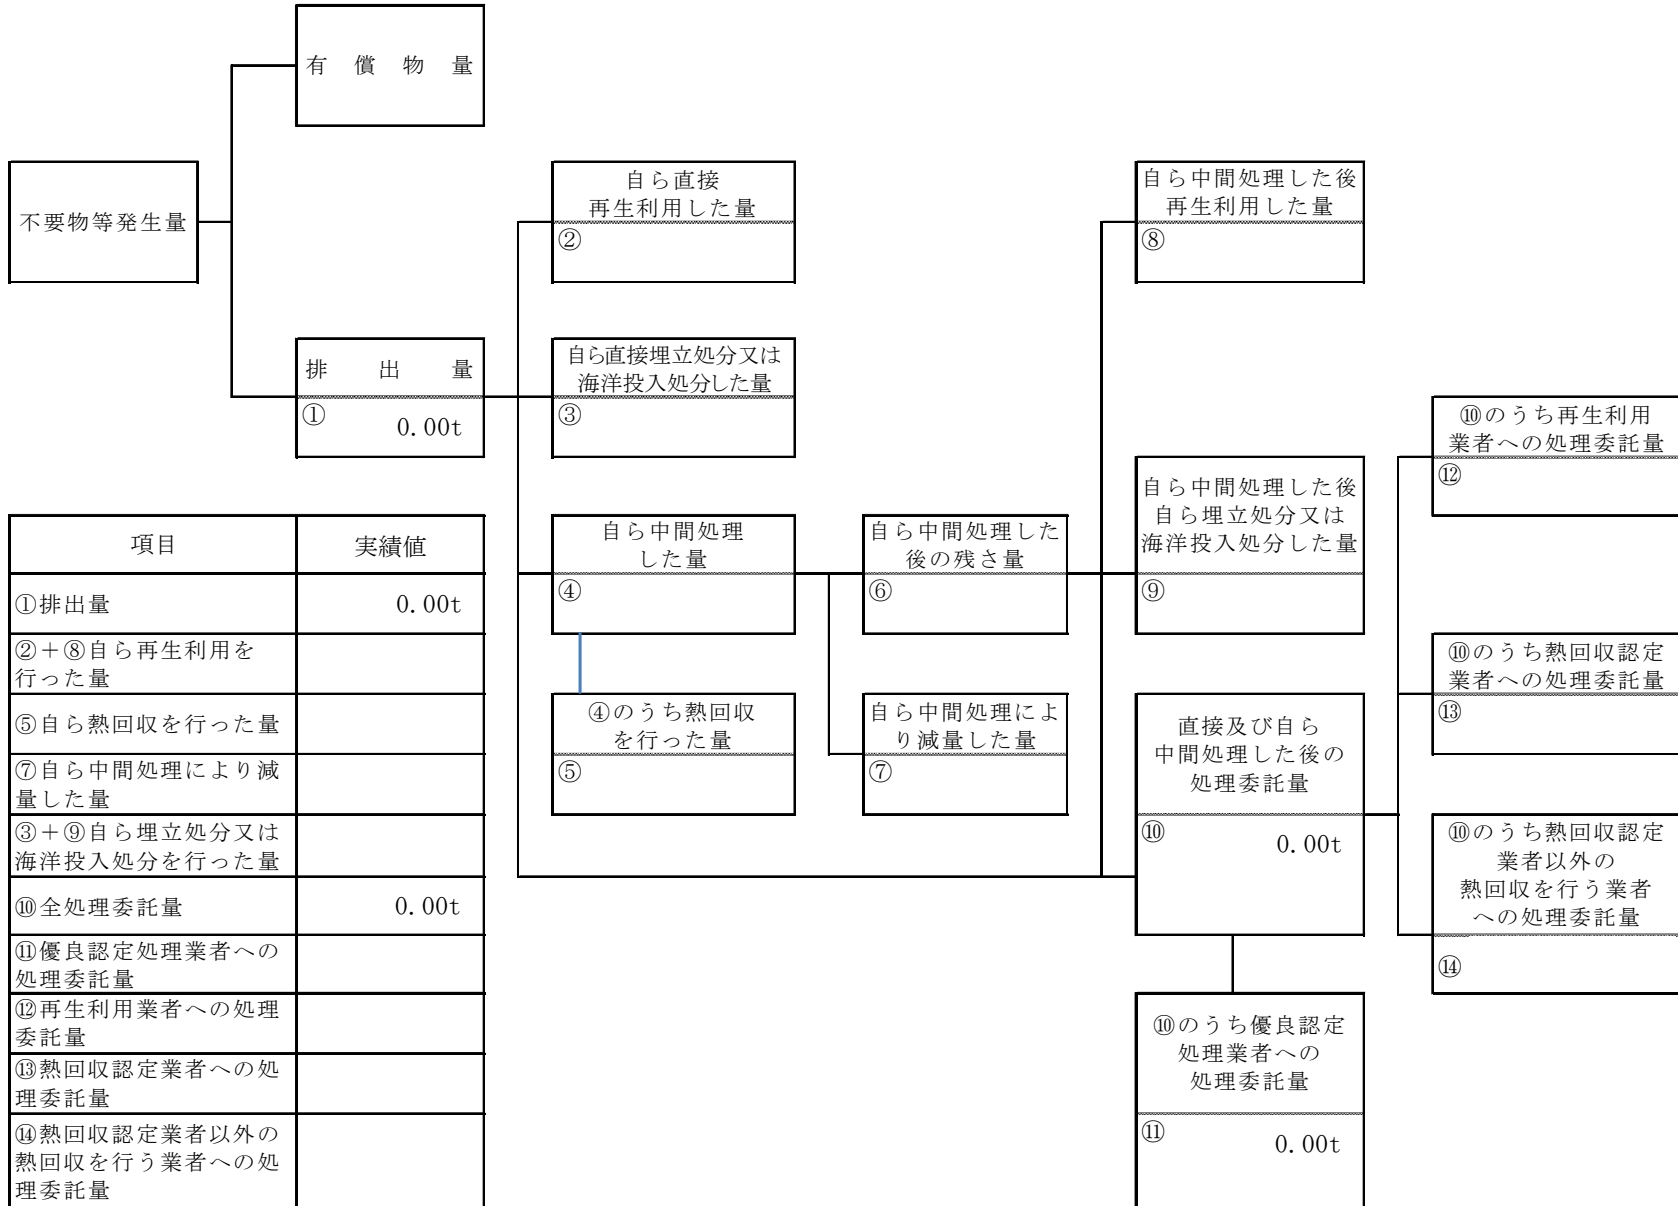 有償物量
不要物等発生量
自ら直接
再生利用した量
②
自ら中間処理した後
再生利用した量
⑧
排出量
① 0.00t
自ら直接埋立処分又は
海洋投入処分した量
③
⑩のうち再生利用
業者への処理委託量
⑫
自ら中間処理した後
自ら埋立処分又は
海洋投入処分した量
⑨
自ら中間処理
した量
④
自ら中間処理した
後の残さ量
⑥
⑩のうち熱回収認定
業者への処理委託量
⑬
④のうち熱回収
を行った量
⑤
自ら中間処理によ
り減量した量
⑦
直接及び自ら
中間処理した後の
処理委託量
⑩ 0.00t
⑩のうち熱回収認定
業者以外の
熱回収を行う業者
への処理委託量
⑭
⑩のうち優良認定
処理業者への
処理委託量
⑪ 0.00t
項目 実績値
①排出量 0.00t
②＋⑧自ら再生利用を
行った量
⑤自ら熱回収を行った量
⑦自ら中間処理により減
量した量
③＋⑨自ら埋立処分又は
海洋投入処分を行った量
⑩全処理委託量 0.00t
⑪優良認定処理業者への
処理委託量
⑫再生利用業者への処理
委託量
⑬熱回収認定業者への処
理委託量
⑭熱回収認定業者以外の
熱回収を行う業者への処
理委託量